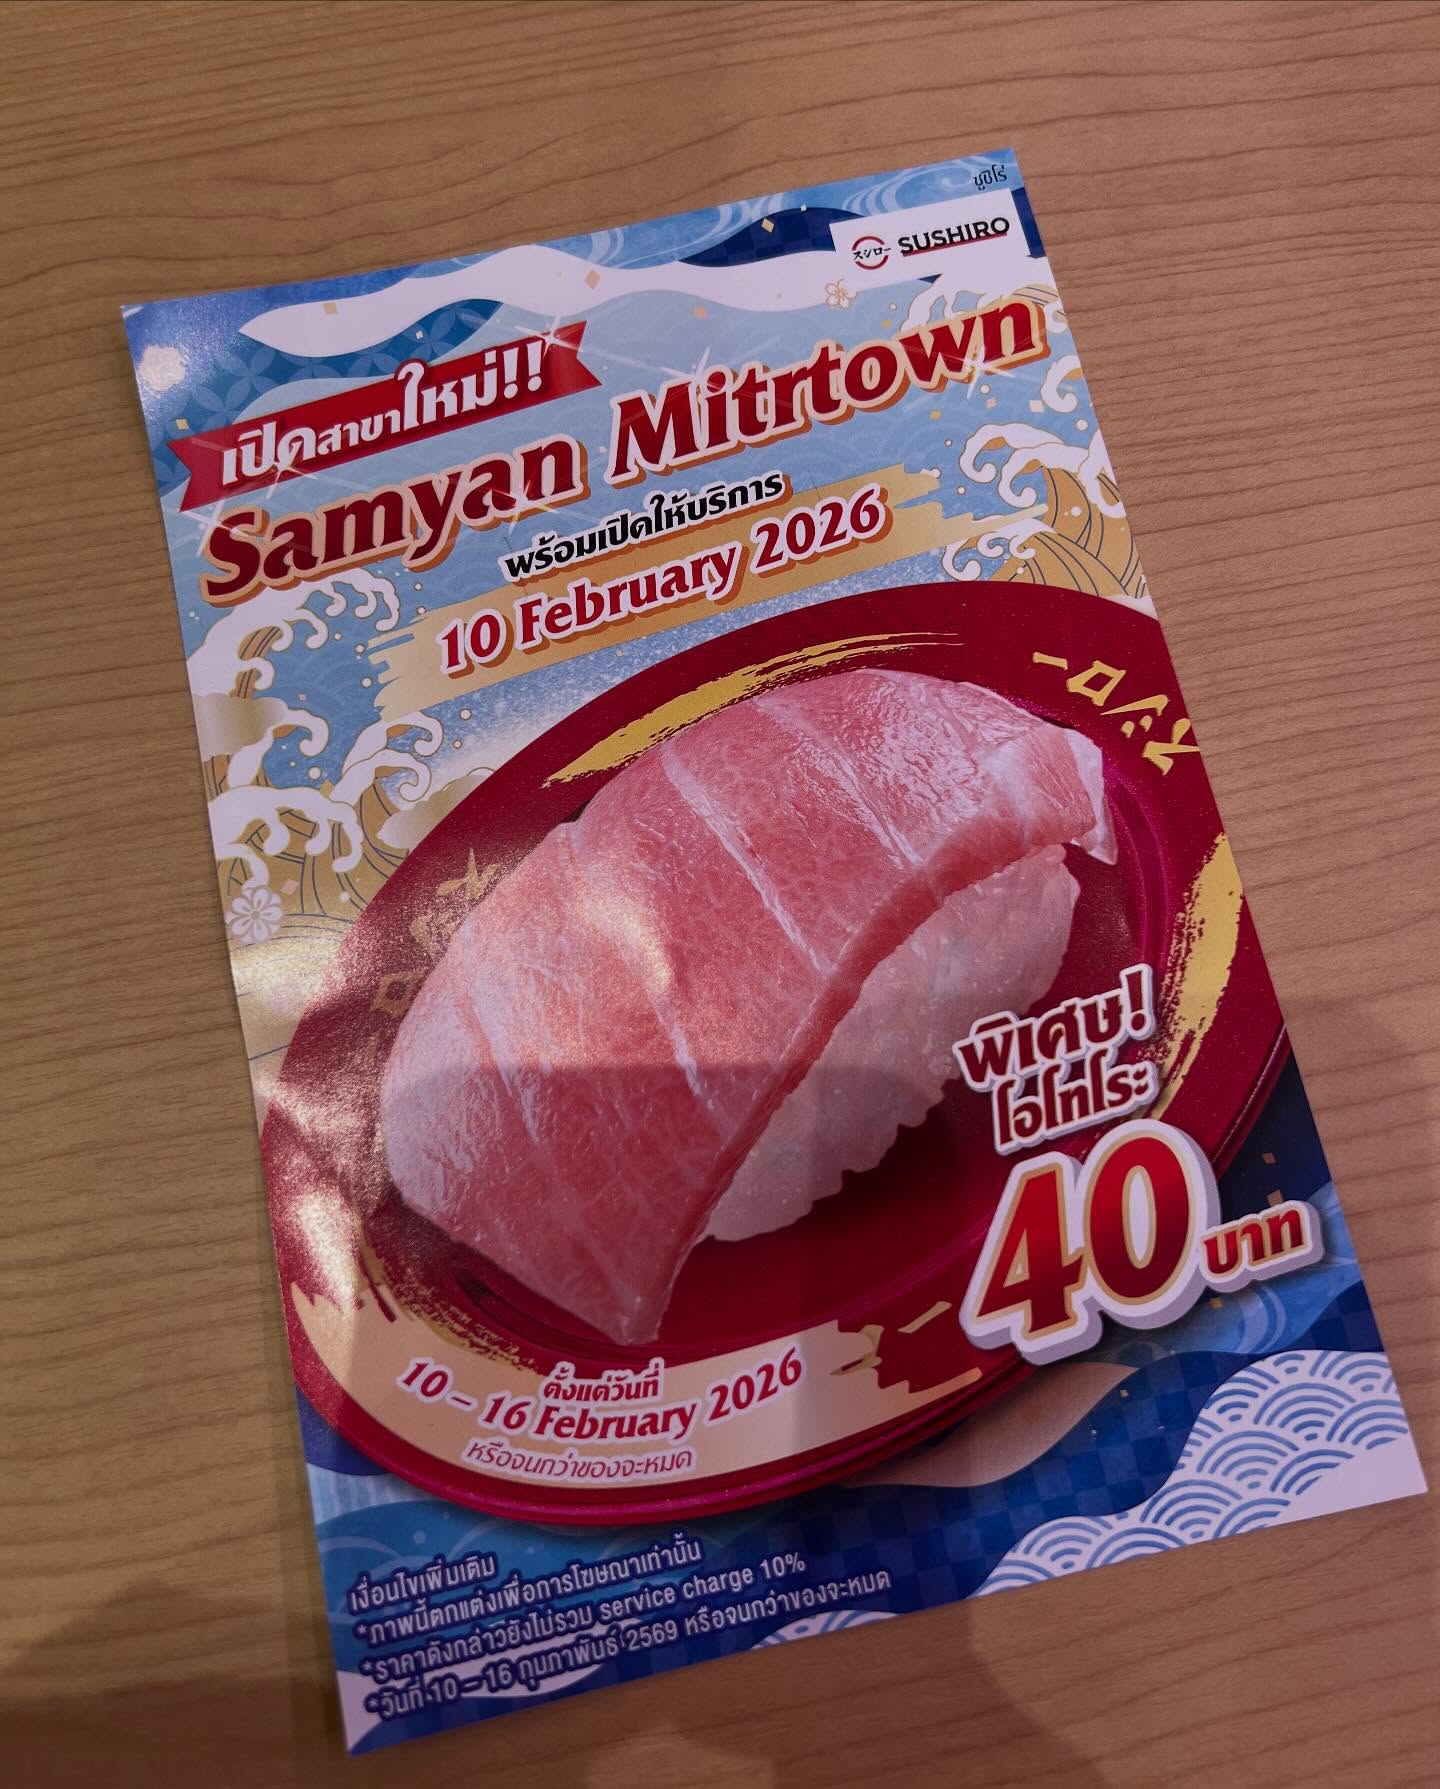 ซูชิโร่
スシロー SUSHIRO
เปิดสาขาใหม่!!
Samyan Mitrtown
พร้อมเปิดให้บริการ
10 February 2026
スシロー
พิเศษ!
โอโทโระ
40 บาท
ตั้งแต่วันที่
10 – 16 February 2026
หรือจนกว่าของจะหมด
เงื่อนไขเพิ่มเติม
*ภาพนี้ตกแต่งเพื่อการโฆษณาเท่านั้น
*ราคาดังกล่าวยังไม่รวม service charge 10%
*วันที่ 10 – 16 กุมภาพันธ์ 2569 หรือจนกว่าของจะหมด